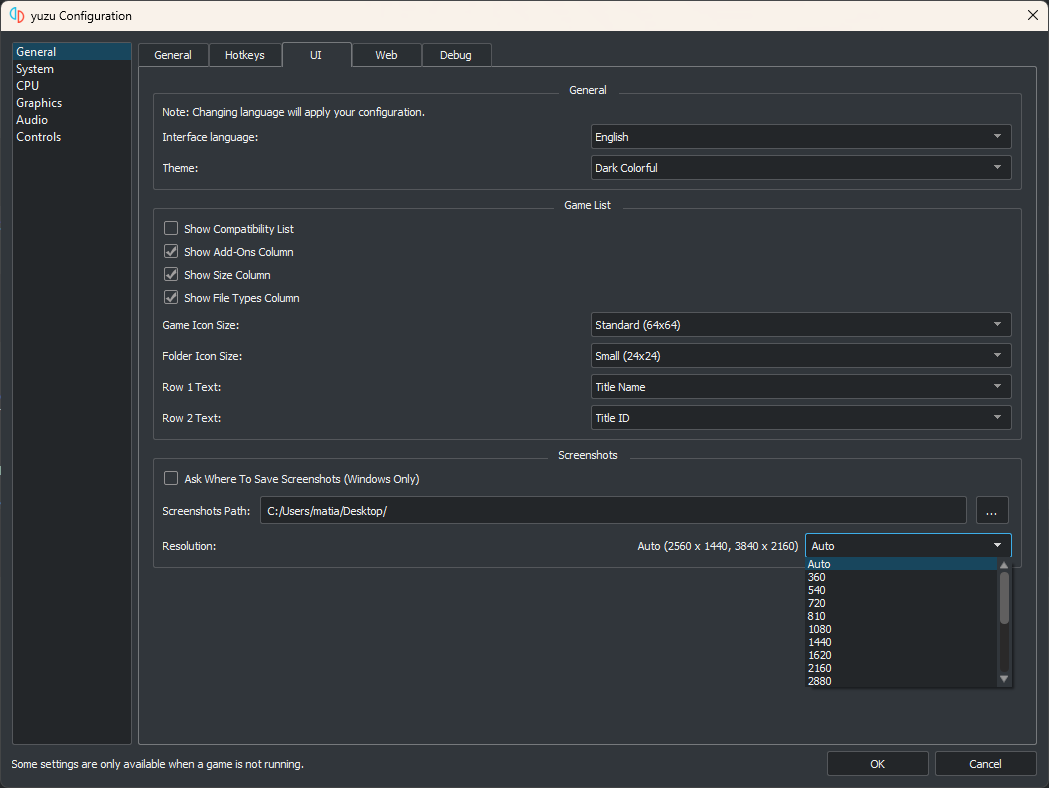 yuzu Configuration
General
System
CPU
Graphics
Audio
Controls
General Hotkeys UI Web Debug
General
Note: Changing language will apply your configuration.
Interface language: English
Theme: Dark Colorful
Game List
Show Compatibility List
Show Add-Ons Column
Show Size Column
Show File Types Column
Game Icon Size: Standard (64x64)
Folder Icon Size: Small (24x24)
Row 1 Text: Title Name
Row 2 Text: Title ID
Screenshots
Ask Where To Save Screenshots (Windows Only)
Screenshots Path: C:/Users/matia/Desktop/ ...
Resolution: Auto (2560 x 1440, 3840 x 2160) Auto
Auto
360
540
720
810
1080
1440
1620
2160
2880
Some settings are only available when a game is not running. OK Cancel